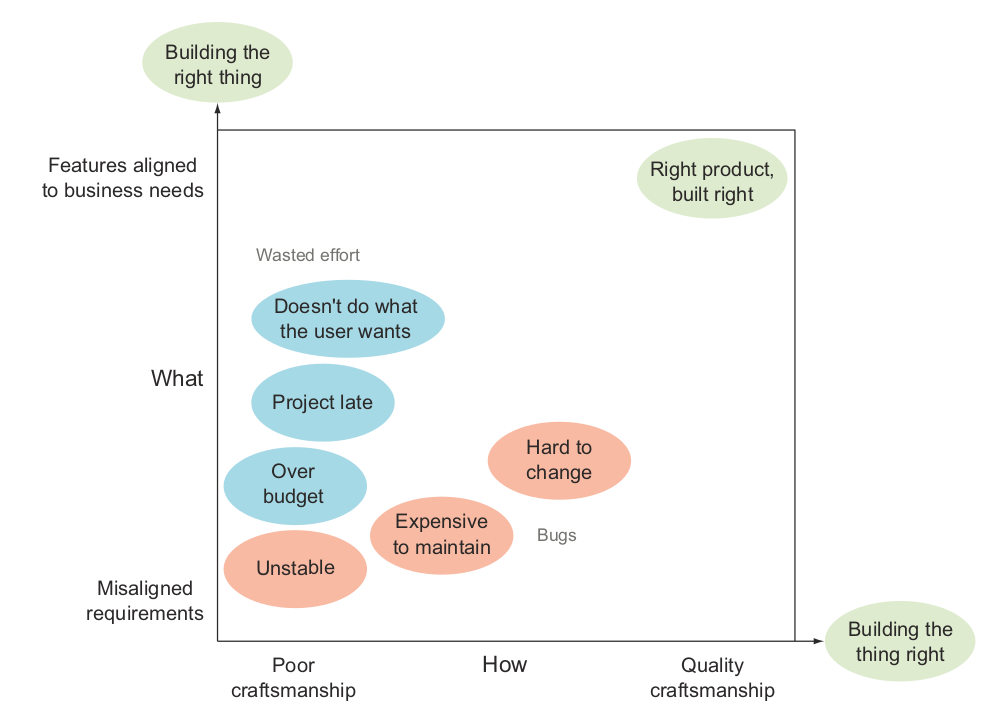 Building the
right thing
Features aligned
to business needs
Right product,
built right
Wasted effort
Doesn't do what
the user wants
What
Project late
Hard to
change
Over
budget
Expensive
to maintain
Bugs
Unstable
Misaligned
requirements
Building the
thing right
Poor
craftsmanship
How
Quality
craftsmanship